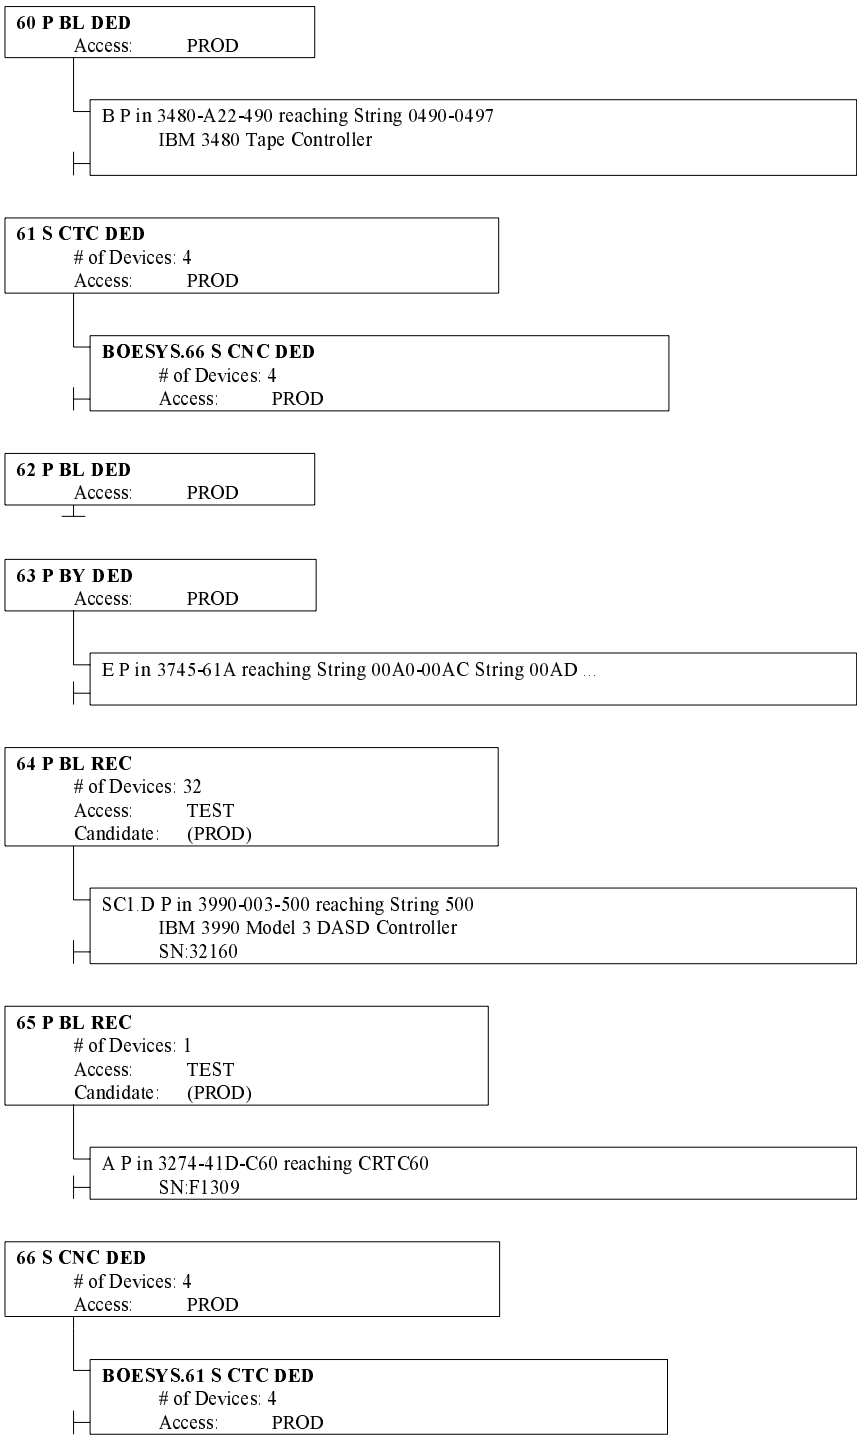 60 P BL DED
Access: PROD
B P in 3480-A22-490 reaching String 0490-0497
IBM 3480 Tape Controller
61 S CTC DED
# of Devices: 4
Access: PROD
BOESYS.66 S CNC DED
# of Devices: 4
Access: PROD
62 P BL DED
Access: PROD
63 P BY DED
Access: PROD
E P in 3745-61A reaching String 00A0-00AC String 00AD ...
64 P BL REC
# of Devices: 32
Access: TEST
Candidate: (PROD)
SC1.D P in 3990-003-500 reaching String 500
IBM 3990 Model 3 DASD Controller
SN:32160
65 P BL REC
# of Devices: 1
Access: TEST
Candidate: (PROD)
A P in 3274-41D-C60 reaching CRTC60
SN:F1309
66 S CNC DED
# of Devices: 4
Access: PROD
BOESYS.61 S CTC DED
# of Devices: 4
Access: PROD